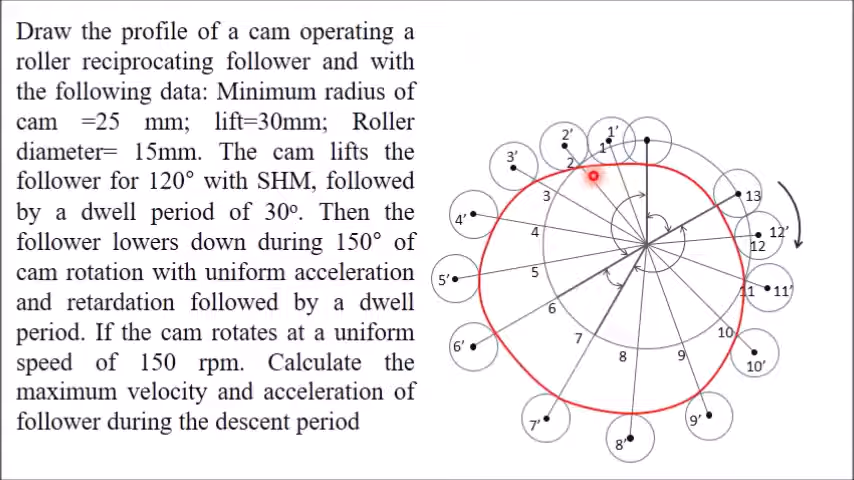 Draw the profile of a cam operating a
roller reciprocating follower and with
the following data: Minimum radius of
cam =25 mm; lift=30mm; Roller
diameter= 15mm. The cam lifts the
follower for 120° with SHM, followed
by a dwell period of 30°. Then the
follower lowers down during 150° of
cam rotation with uniform acceleration
and retardation followed by a dwell
period. If the cam rotates at a uniform
speed of 150 rpm. Calculate the
maximum velocity and acceleration of
follower during the descent period
1'
2'
1
3'
2
3
13
4'
4
12'
12
5'
5
11
11'
6
7
10
6'
8
9
10'
7'
9'
8'